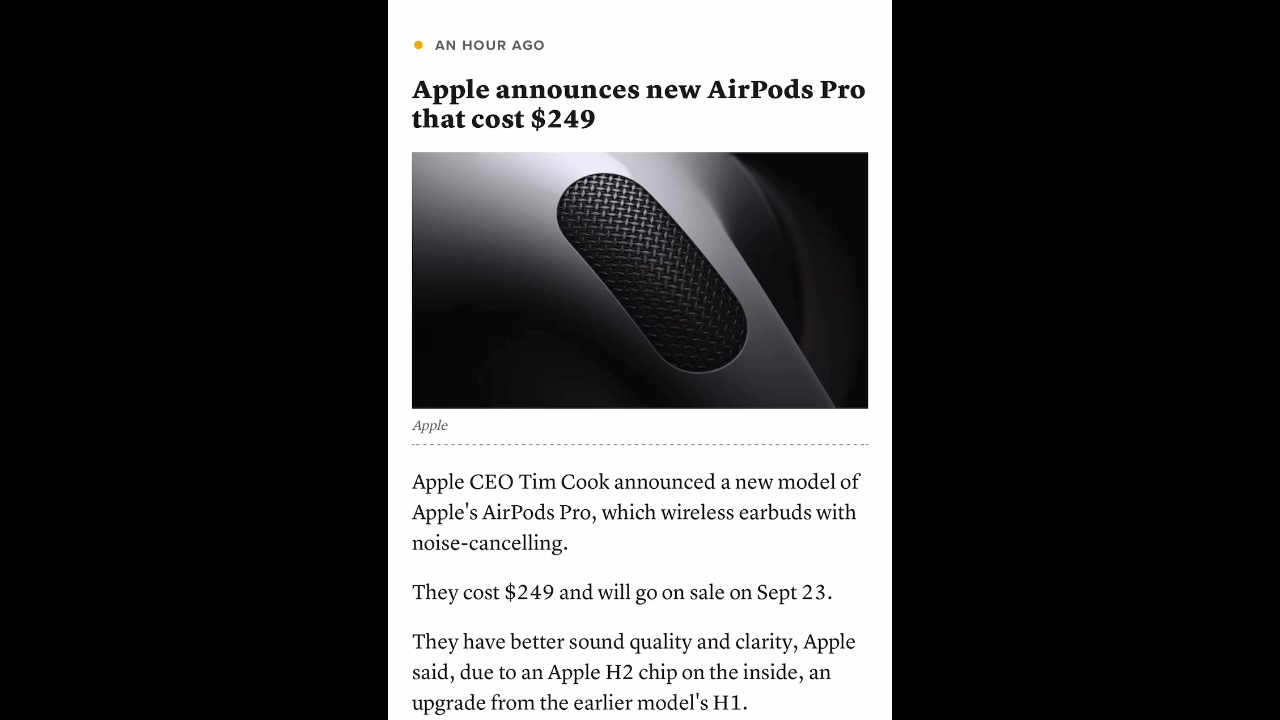 AN HOUR AGO
Apple announces new AirPods Pro
that cost $249
Apple
Apple CEO Tim Cook announced a new model of
Apple's AirPods Pro, which wireless earbuds with
noise-cancelling.
They cost $249 and will go on sale on Sept 23.
They have better sound quality and clarity, Apple
said, due to an Apple H2 chip on the inside, an
upgrade from the earlier model's H1.